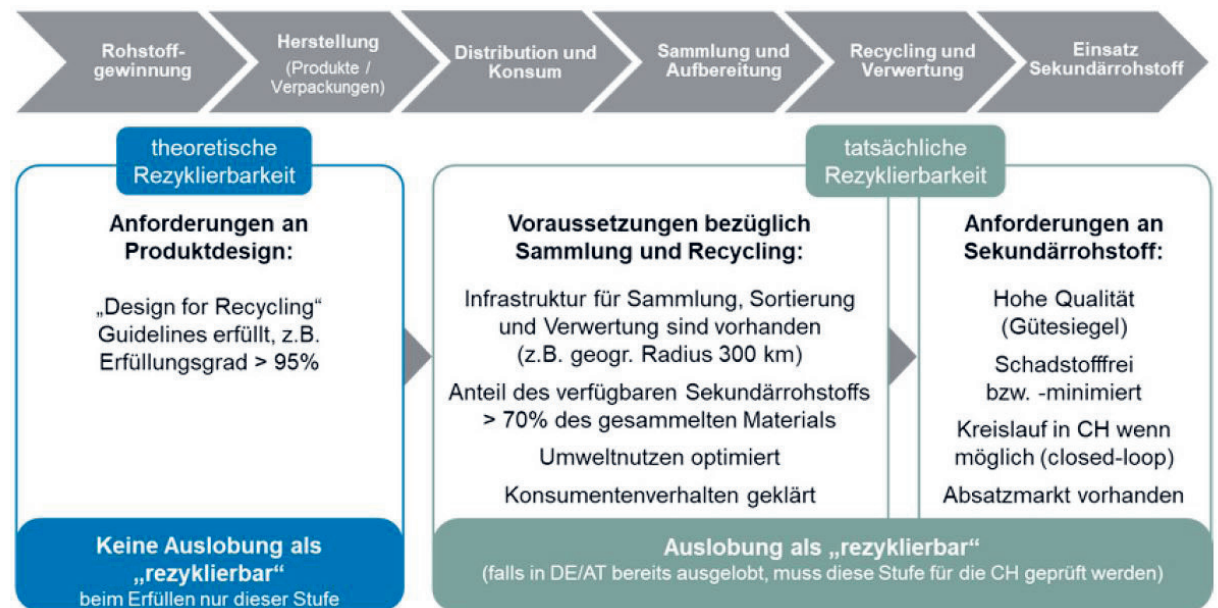 Rohstoff-
gewinnung
Herstellung
(Produkte /
Verpackungen)
Distribution und
Konsum
Sammlung und
Aufbereitung
Recycling und
Verwertung
Einsatz
Sekundärrohstoff
theoretische
Rezyklierbarkeit
Anforderungen an
Produktdesign:
„Design for Recycling“
Guidelines erfüllt, z.B.
Erfüllungsgrad > 95%
Keine Auslobung als
„rezyklierbar“
beim Erfüllen nur dieser Stufe
tatsächliche
Rezyklierbarkeit
Voraussetzungen bezüglich
Sammlung und Recycling:
Infrastruktur für Sammlung, Sortierung
und Verwertung sind vorhanden
(z.B. geogr. Radius 300 km)
Anteil des verfügbaren Sekundärrohstoffs
> 70% des gesammelten Materials
Umweltnutzen optimiert
Konsumentenverhalten geklärt
Anforderungen an
Sekundärrohstoff:
Hohe Qualität
(Gütesiegel)
Schadstofffrei
bzw. -minimiert
Kreislauf in CH wenn
möglich (closed-loop)
Absatzmarkt vorhanden
Auslobung als „rezyklierbar“
(falls in DE/AT bereits ausgelobt, muss diese Stufe für die CH geprüft werden)